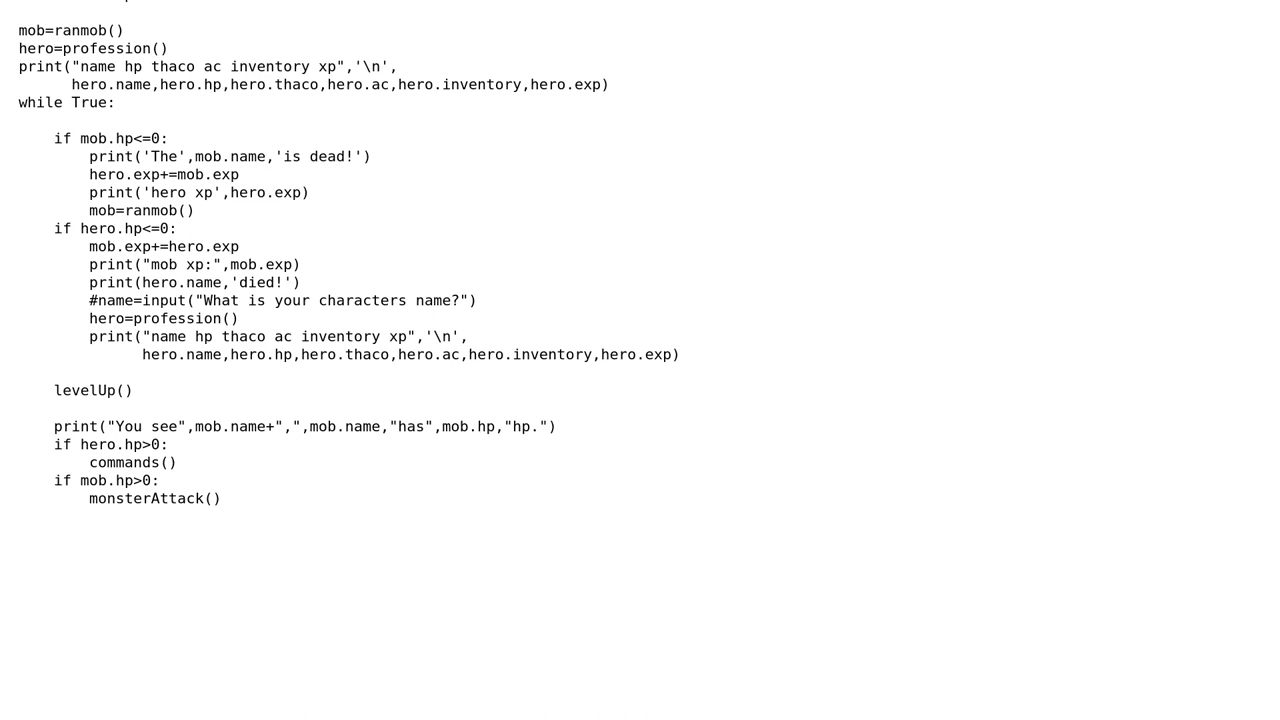 mob=ranmob()
hero=profession()
print("name hp thaco ac inventory xp",'\n',
      hero.name,hero.hp,hero.thaco,hero.ac,hero.inventory,hero.exp)
while True:

    if mob.hp<=0:
        print('The',mob.name,'is dead!')
        hero.exp+=mob.exp
        print('hero xp',hero.exp)
        mob=ranmob()
    if hero.hp<=0:
        mob.exp+=hero.exp
        print("mob xp:",mob.exp)
        print(hero.name,'died!')
        #name=input("What is your characters name?")
        hero=profession()
        print("name hp thaco ac inventory xp",'\n',
              hero.name,hero.hp,hero.thaco,hero.ac,hero.inventory,hero.exp)

    levelUp()

    print("You see",mob.name+",",mob.name,"has",mob.hp,"hp.")
    if hero.hp>0:
        commands()
    if mob.hp>0:
        monsterAttack()